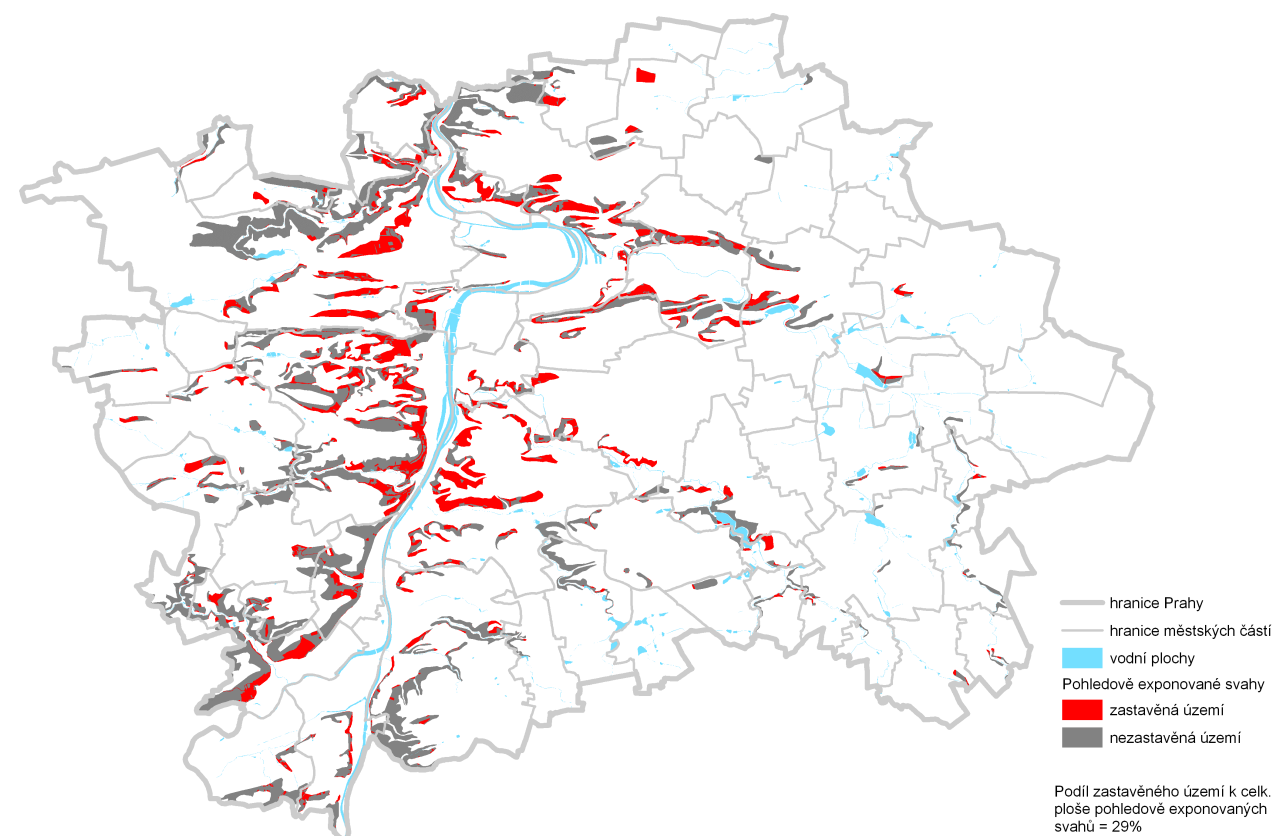 hranice Prahy
hranice městských částí
vodní plochy
Pohledově exponované svahy
zastavěná území
nezastavěná území
Podíl zastavěného území k celk.
ploše pohledově exponovaných
svahů = 29%